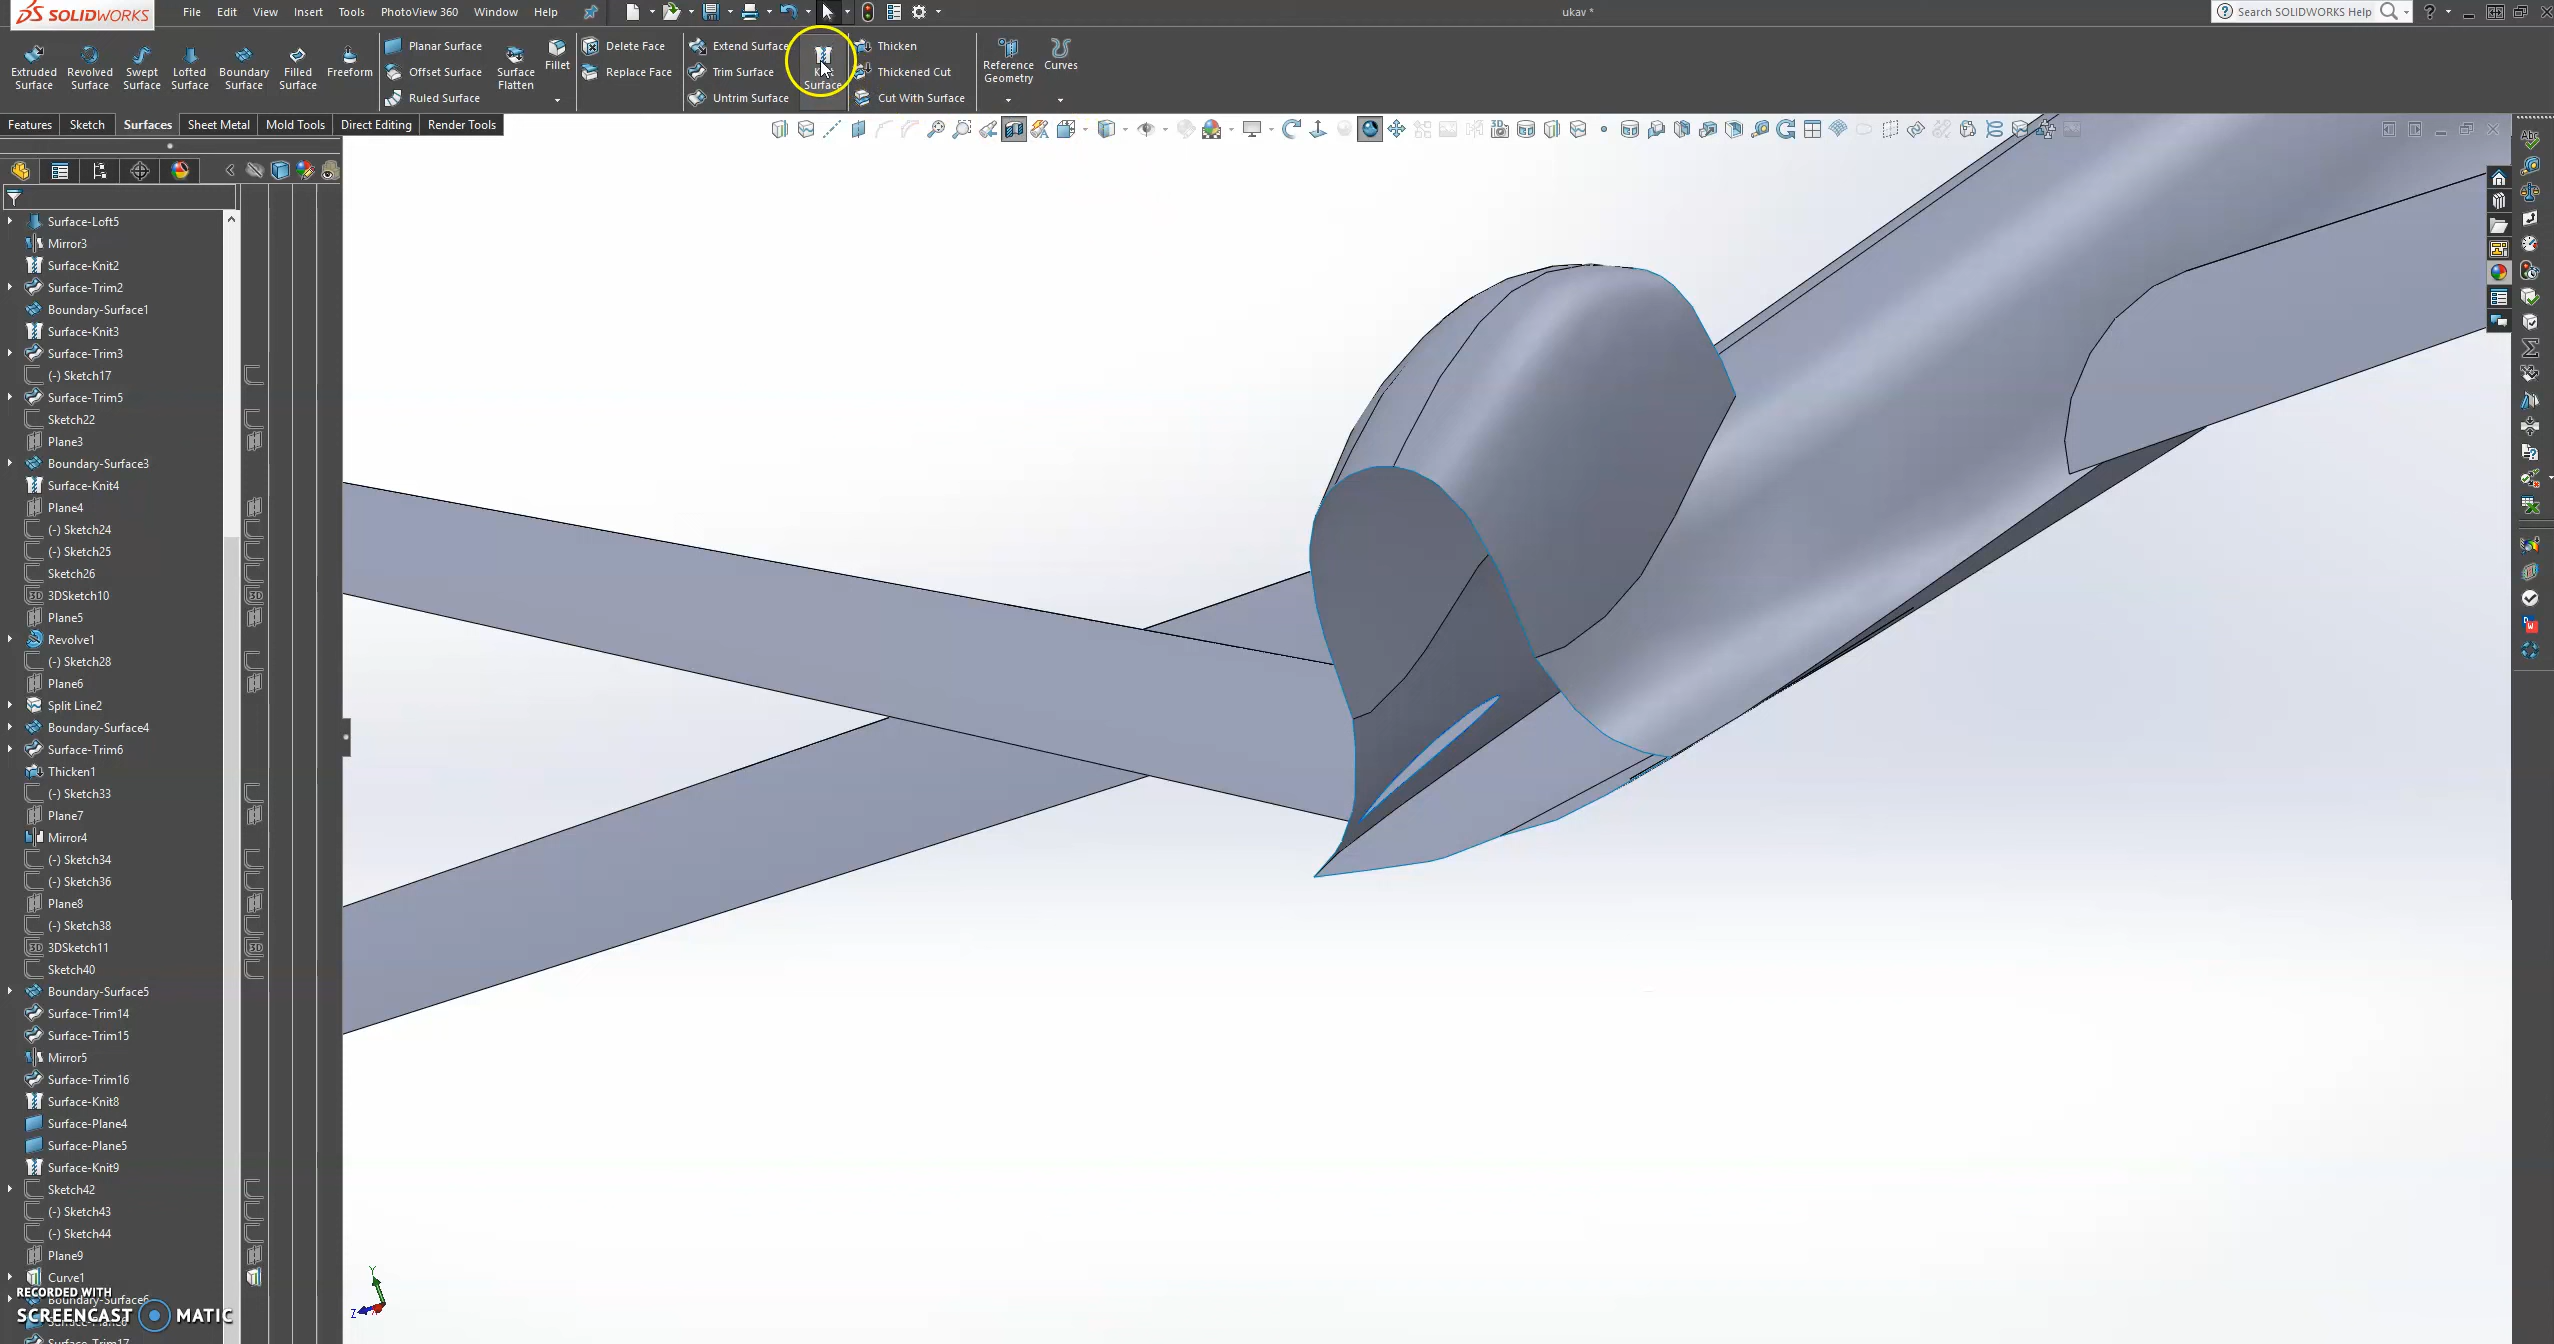 SOLIDWORKS
File Edit View Insert Tools PhotoView 360 Window Help
ukav *
Search SOLIDWORKS Help
Extruded Surface
Revolved Surface
Swept Surface
Lofted Surface
Boundary Surface
Filled Surface
Freeform
Planar Surface
Offset Surface
Ruled Surface
Surface Flatten
Fillet
Delete Face
Replace Face
Extend Surface
Trim Surface
Untrim Surface
Surface
Thicken
Thickened Cut
Cut With Surface
Reference Geometry
Curves
Features Sketch Surfaces Sheet Metal Mold Tools Direct Editing Render Tools
Surface-Loft5
Mirror3
Surface-Knit2
Surface-Trim2
Boundary-Surface1
Surface-Knit3
Surface-Trim3
(-) Sketch17
Surface-Trim5
Sketch22
Plane3
Boundary-Surface3
Surface-Knit4
Plane4
(-) Sketch24
(-) Sketch25
Sketch26
3DSketch10
Plane5
Revolve1
(-) Sketch28
Plane6
Split Line2
Boundary-Surface4
Surface-Trim6
Thicken1
(-) Sketch33
Plane7
Mirror4
(-) Sketch34
(-) Sketch36
Plane8
(-) Sketch38
3DSketch11
Sketch40
Boundary-Surface5
Surface-Trim14
Surface-Trim15
Mirror5
Surface-Trim16
Surface-Knit8
Surface-Plane4
Surface-Plane5
Surface-Knit9
Sketch42
(-) Sketch43
(-) Sketch44
Plane9
Curve1
RECORDED WITH
Boundary-Surface6
SCREENCAST MATIC
Surface-Trim17
Y
Z